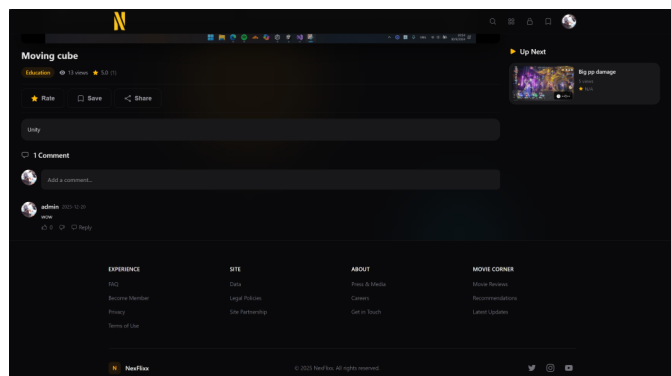 N
Moving cube
Education 13 views 5.0 (1)
Rate Save Share
Unity
1 Comment
Add a comment...
admin 2025-12-20
wow
0 Reply
Up Next
Big pp damage
5 views
N/A
EXPERIENCE
FAQ
Become Member
Privacy
Terms of Use
SITE
Data
Legal Policies
Site Partnership
ABOUT
Press & Media
Careers
Get in Touch
MOVIE CORNER
Movie Reviews
Recommendations
Latest Updates
N NexFlixx
© 2025 NexFlixx. All rights reserved.